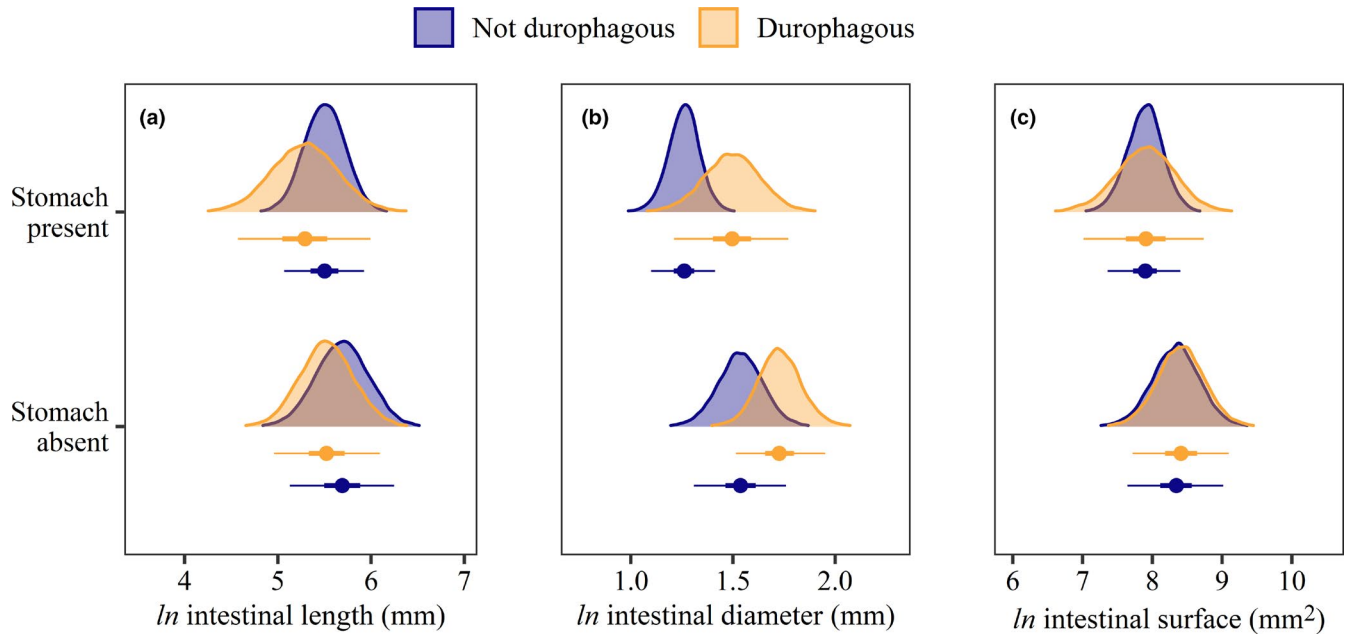 Not durophagous Durophagous
(a) (b) (c)
Stomach
present
Stomach
absent
4 5 6 7 1.0 1.5 2.0 6 7 8 9 10
ln intestinal length (mm) ln intestinal diameter (mm) ln intestinal surface (mm²)